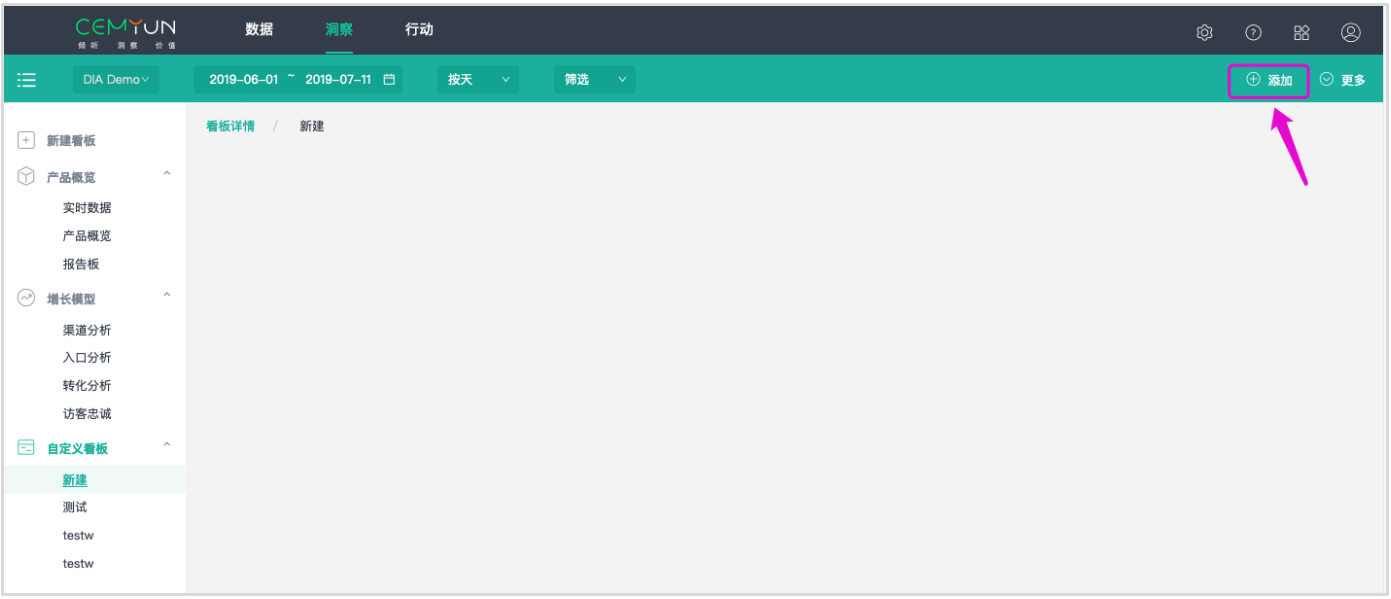 CEMYUN 数据 洞察 行动
倾听 洞察 价值
DIA Demo 2019-06-01 ~ 2019-07-11 按天 筛选 添加 更多
新建看板
看板详情 / 新建
产品概览
实时数据
产品概览
报告板
增长模型
渠道分析
入口分析
转化分析
访客忠诚
自定义看板
新建
测试
testw
testw